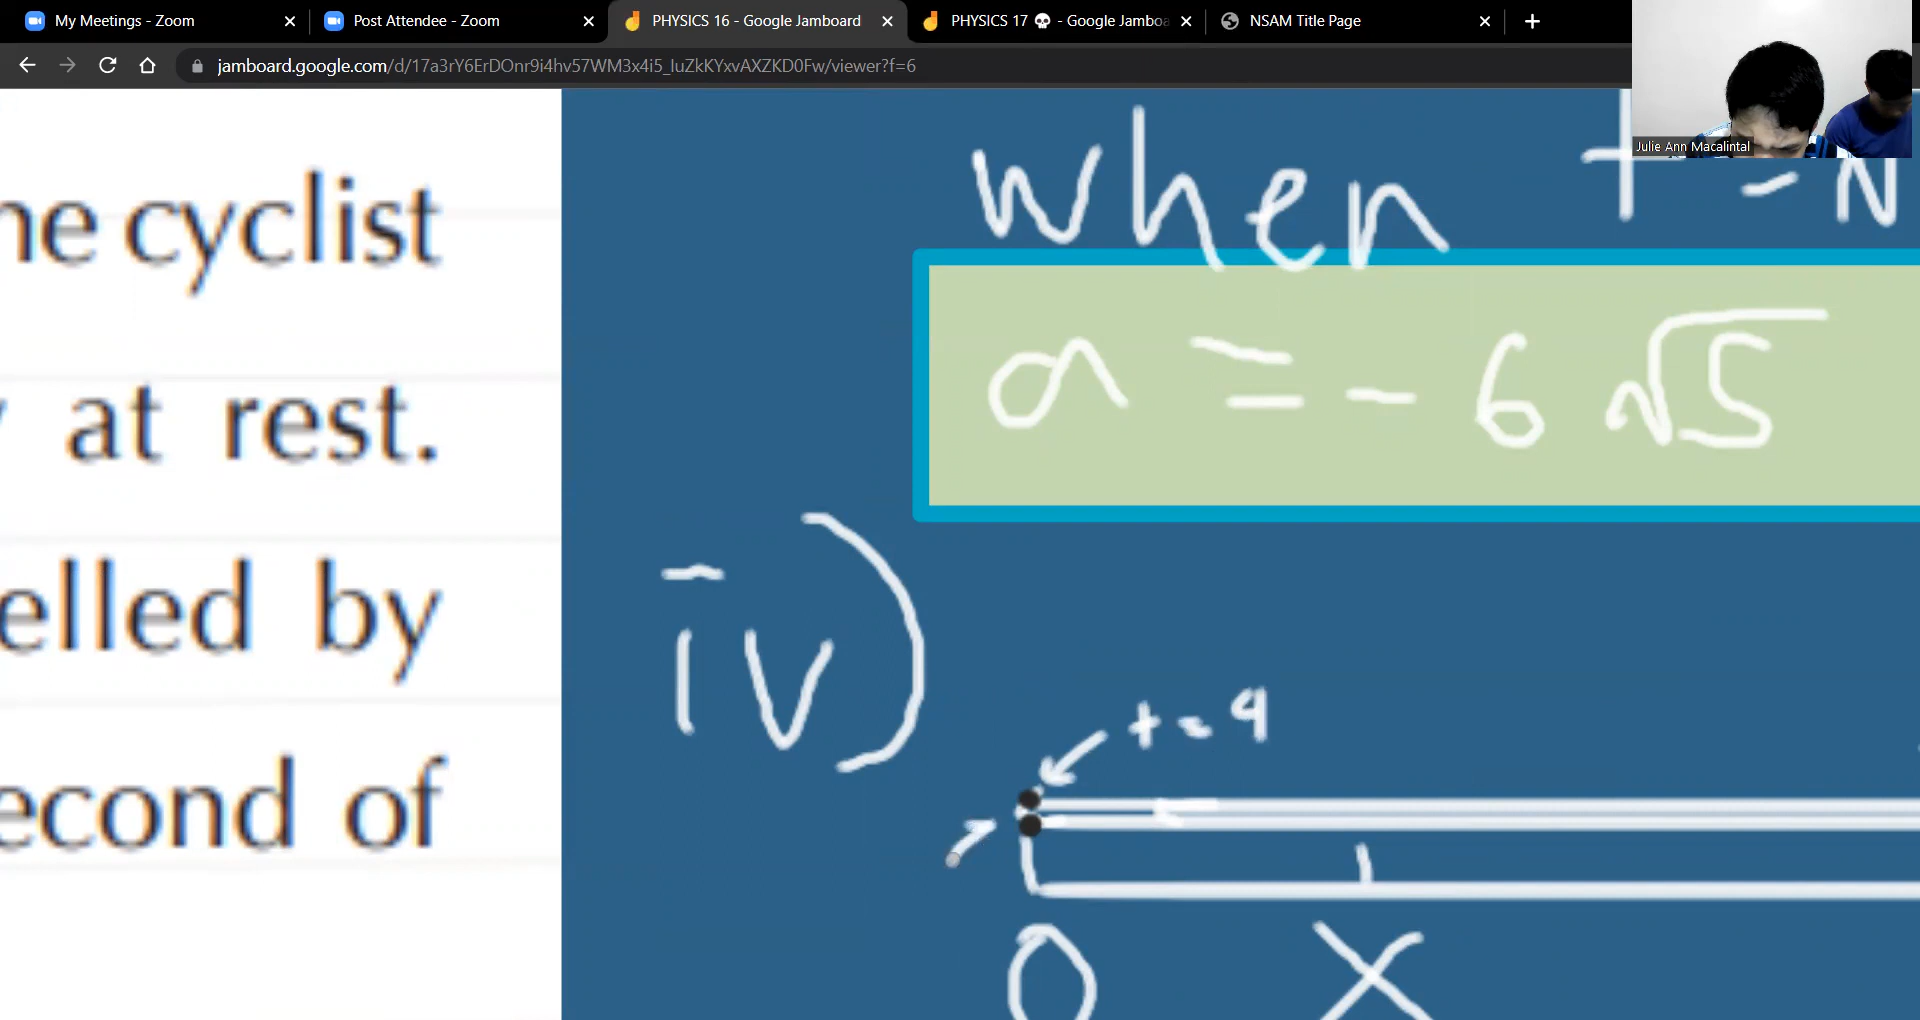 My Meetings - Zoom
Post Attendee - Zoom
PHYSICS 16 - Google Jamboard
PHYSICS 17 💀 - Google Jamboa
NSAM Title Page
jamboard.google.com/d/17a3rY6ErDOnr9i4hv57WM3x4i5_IuZkKYxvAXZKD0Fw/viewer?f=6
Julie Ann Macalintal
ne cyclist
at rest.
elled by
econd of
when t =
a = - 6 √5
iv)
t = 9
0 x